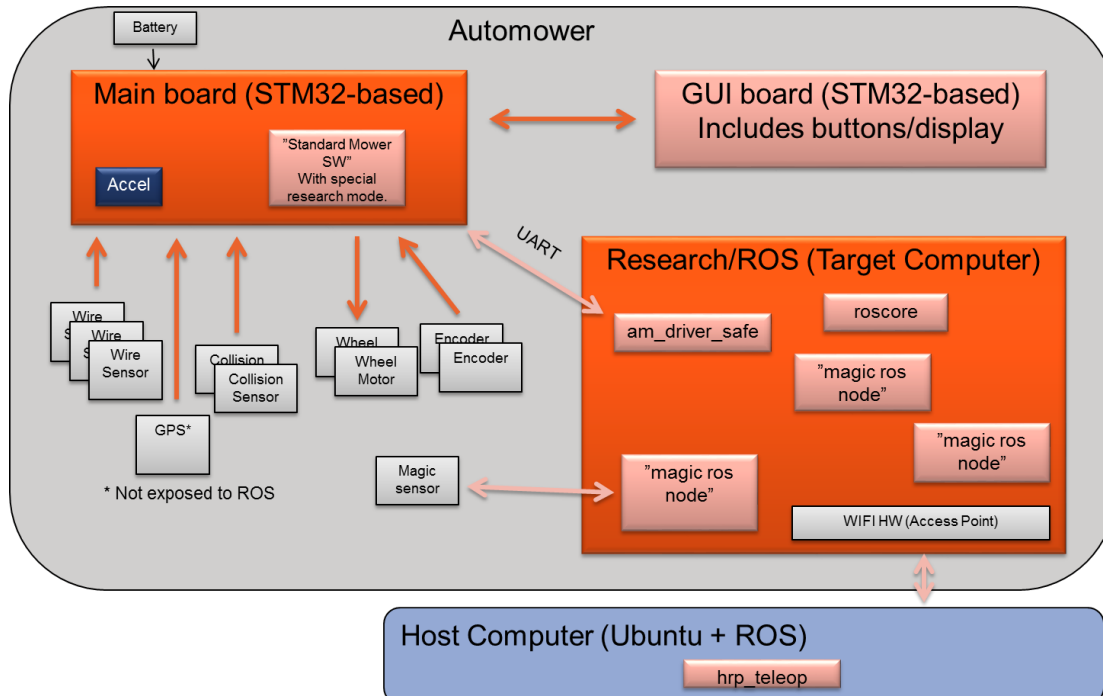 Battery
Automower
Main board (STM32-based)
GUI board (STM32-based)
Includes buttons/display
”Standard Mower
SW”
With special
research mode.
Accel
UART
Research/ROS (Target Computer)
roscore
am_driver_safe
”magic ros
node”
”magic ros
node”
”magic ros
node”
WIFI HW (Access Point)
Wire
S
Wire
S
Wire
Sensor
Collision
Collision
Sensor
Wheel
Wheel
Motor
Encoder
Encoder
GPS*
* Not exposed to ROS
Magic
sensor
Host Computer (Ubuntu + ROS)
hrp_teleop